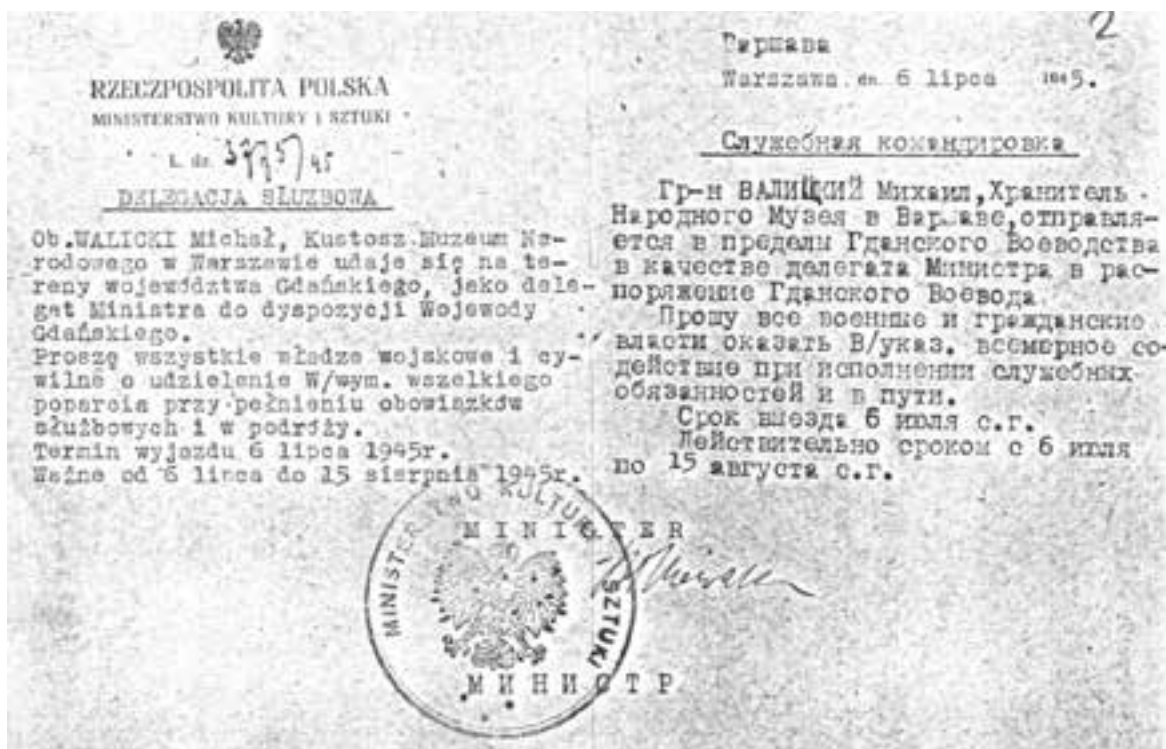 RZECZPOSPOLITA POLSKA
MINISTERSTWO KULTURY I SZTUKI
L. dz. /45
DELEGACJA SŁUŻBOWA
Ob.WALICKI Michał, Kustosz Muzeum Na-
rodowego w Warszawie udaje się na te-
reny województwa Gdańskiego, jako dele-
gat Ministra do dyspozycji Wojewody
Gdańskiego.
Proszę wszystkie władze wojskowe i cy-
wilne o udzielenie W/wym. wszelkiego
poparcia przy pełnieniu obowiązków
służbowych i w podróży.
Termin wyjazdu 6 lipca 1945r.
Ważne od 6 lipca do 15 sierpnia 1945r.
2
Варшава
Warszawa, dn. 6 lipca 1945.
Служебная командировка
Гр-н ВАЛИЦКИЙ Михаил, Хранитель
Народного Музея в Варшаве,отправля-
ется в пределы Гданского Воеводства
в качестве делегата Министра в рас-
поряжение Гданского Воевода
Прошу все военные и гражданские
власти оказать В/указ. всемерное со-
действие при исполнении служебных
обязанностей и в пути.
Срок выезда 6 июля с.г.
Действительно сроком с 6 июля
по 15 августа с.г.
MINISTER
MINISTERSTWO KULTURY I SZTUKI
МИНИСТР